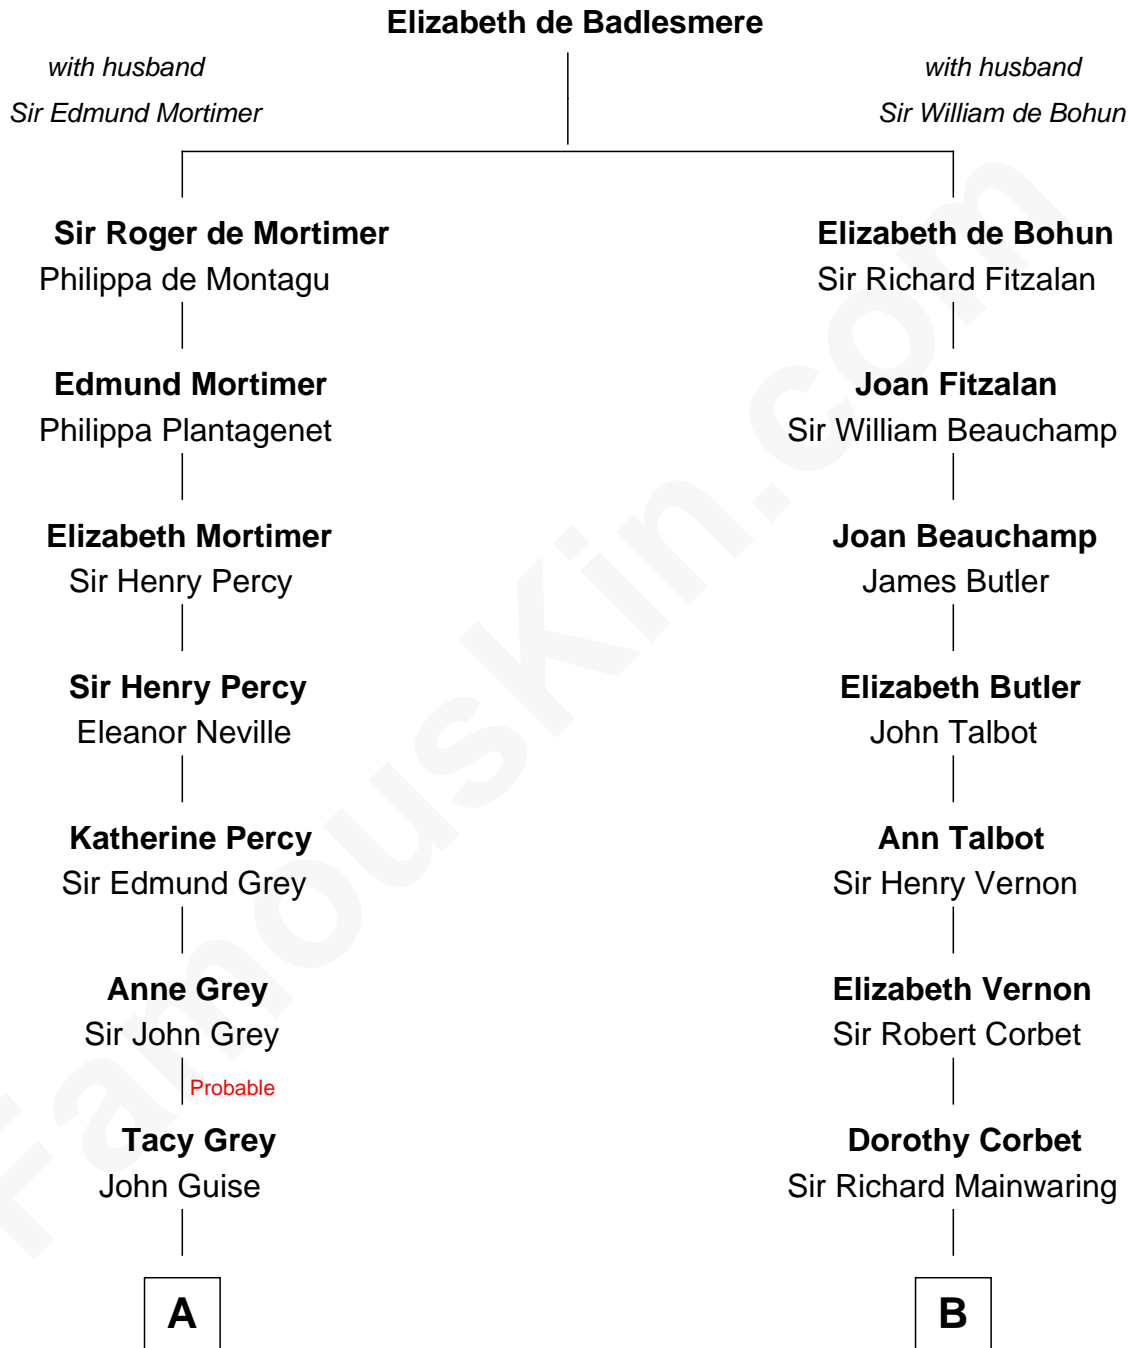 Elizabeth de Badlesmere
with husband
Sir Edmund Mortimer
with husband
Sir William de Bohun
Sir Roger de Mortimer
Philippa de Montagu
Elizabeth de Bohun
Sir Richard Fitzalan
Edmund Mortimer
Philippa Plantagenet
Joan Fitzalan
Sir William Beauchamp
Elizabeth Mortimer
Sir Henry Percy
Joan Beauchamp
James Butler
Sir Henry Percy
Eleanor Neville
Elizabeth Butler
John Talbot
Katherine Percy
Sir Edmund Grey
Ann Talbot
Sir Henry Vernon
Anne Grey
Sir John Grey
Elizabeth Vernon
Sir Robert Corbet
Probable
Tacy Grey
John Guise
Dorothy Corbet
Sir Richard Mainwaring
A
B
FamousKin.com